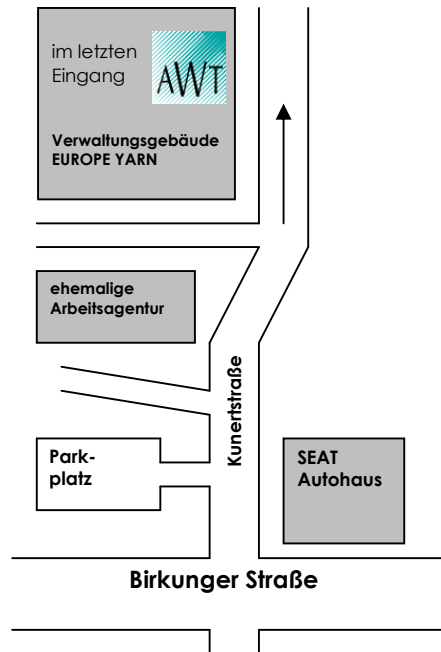 im letzten
Eingang
AWT
Verwaltungsgebäude
EUROPE YARN
ehemalige
Arbeitsagentur
Kunertstraße
Park-
platz
SEAT
Autohaus
Birkunger Straße